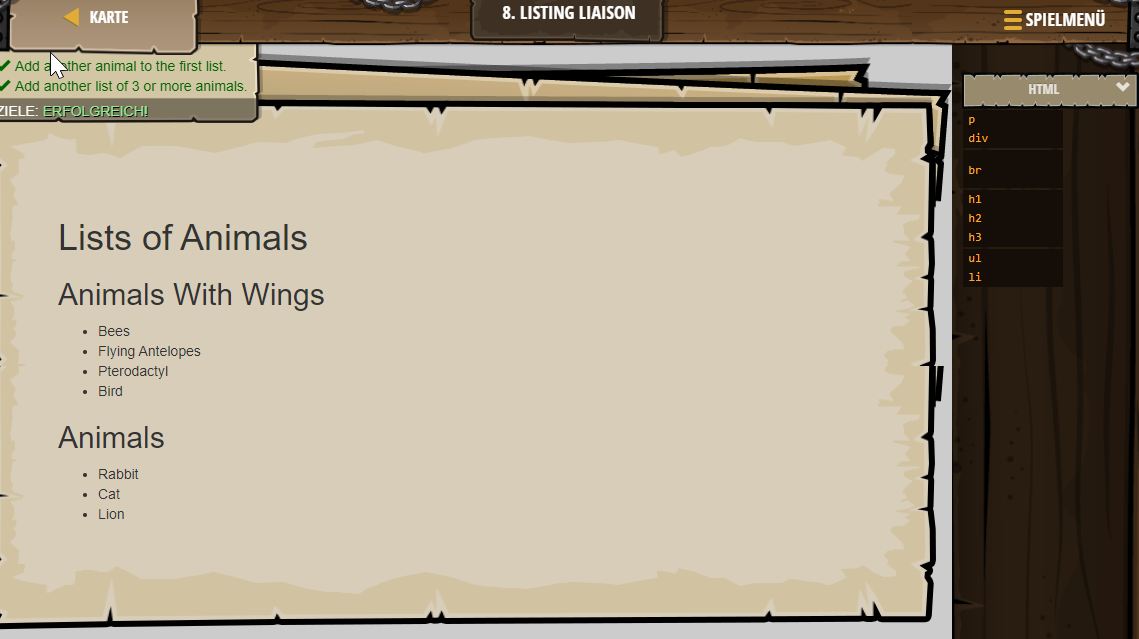 KARTE
8. LISTING LIAISON
SPIELMENÜ
Add another animal to the first list.
Add another list of 3 or more animals.
ZIELE: ERFOLGREICH!
HTML
p
div
br
h1
h2
h3
ul
li
Lists of Animals
Animals With Wings
Bees
Flying Antelopes
Pterodactyl
Bird
Animals
Rabbit
Cat
Lion